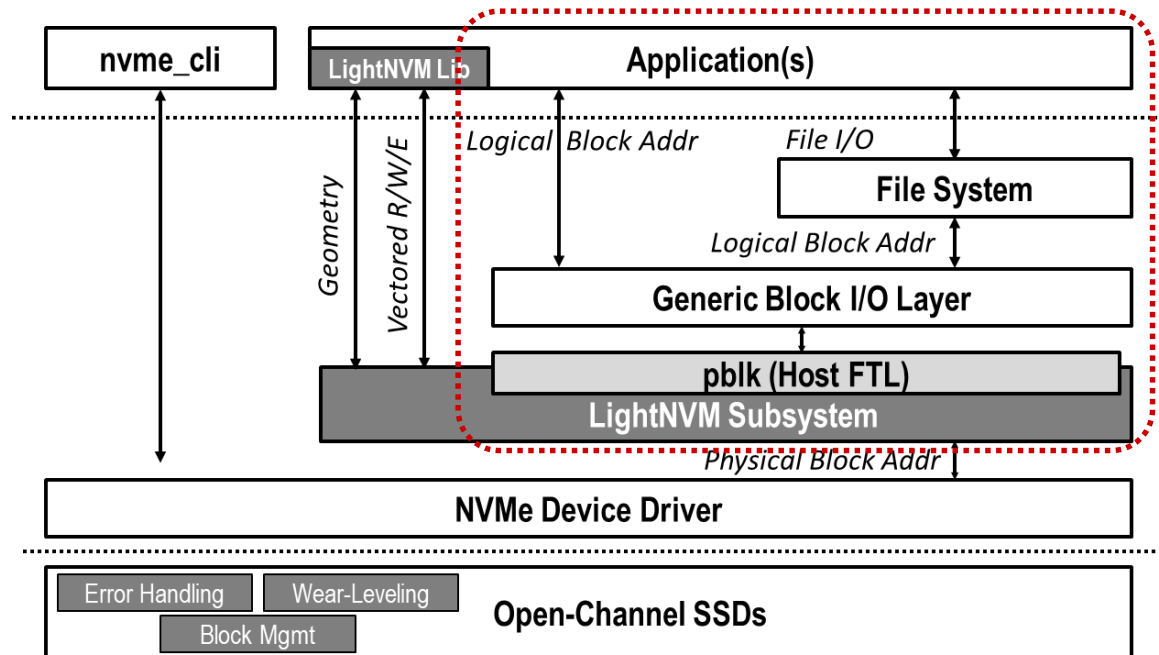 nvme_cli
LightNVM Lib
Application(s)
Logical Block Addr
File I/O
Geometry
Vectored R/W/E
File System
Logical Block Addr
Generic Block I/O Layer
pblk (Host FTL)
LightNVM Subsystem
Physical Block Addr
NVMe Device Driver
Error Handling
Wear-Leveling
Block Mgmt
Open-Channel SSDs